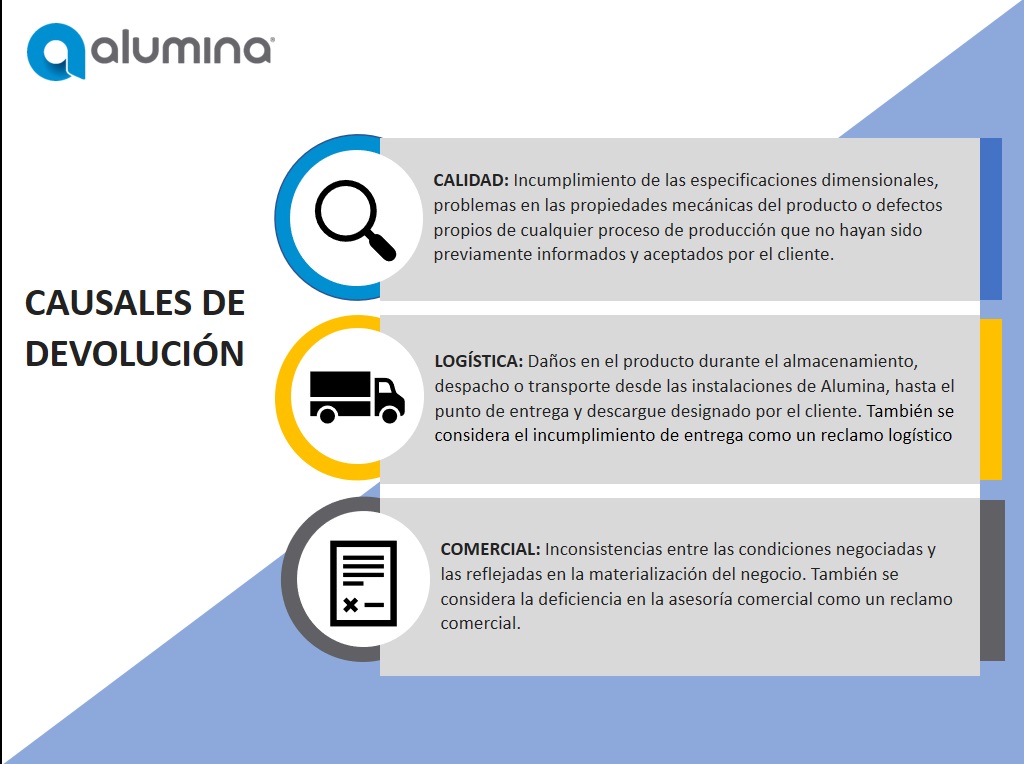 alumina®
CAUSALES DE
DEVOLUCIÓN
CALIDAD: Incumplimiento de las especificaciones dimensionales,
problemas en las propiedades mecánicas del producto o defectos
propios de cualquier proceso de producción que no hayan sido
previamente informados y aceptados por el cliente.
LOGÍSTICA: Daños en el producto durante el almacenamiento,
despacho o transporte desde las instalaciones de Alumina, hasta el
punto de entrega y descargue designado por el cliente. También se
considera el incumplimiento de entrega como un reclamo logístico
COMERCIAL: Inconsistencias entre las condiciones negociadas y
las reflejadas en la materialización del negocio. También se
considera la deficiencia en la asesoría comercial como un reclamo
comercial.